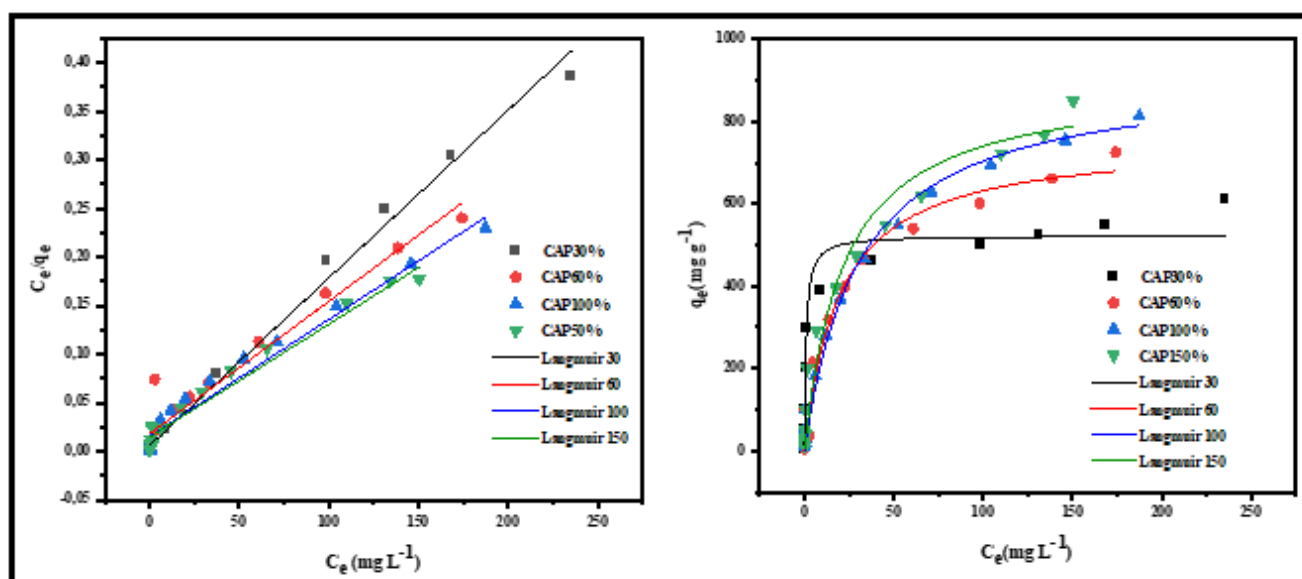 0,40
0,35
0,30
0,25
0,20
0,15
0,10
0,05
0,00
-0,05
Ce/qe
CAP30%
CAP60%
CAP100%
CAP50%
Langmuir 30
Langmuir 60
Langmuir 100
Langmuir 150
0 50 100 150 200 250
Ce (mg L-1)
1000
800
600
400
200
0
qe(mg g-1)
CAP30%
CAP60%
CAP100%
CAP150%
Langmuir 30
Langmuir 60
Langmuir 100
Langmuir 150
0 50 100 150 200 250
Ce(mg L-1)